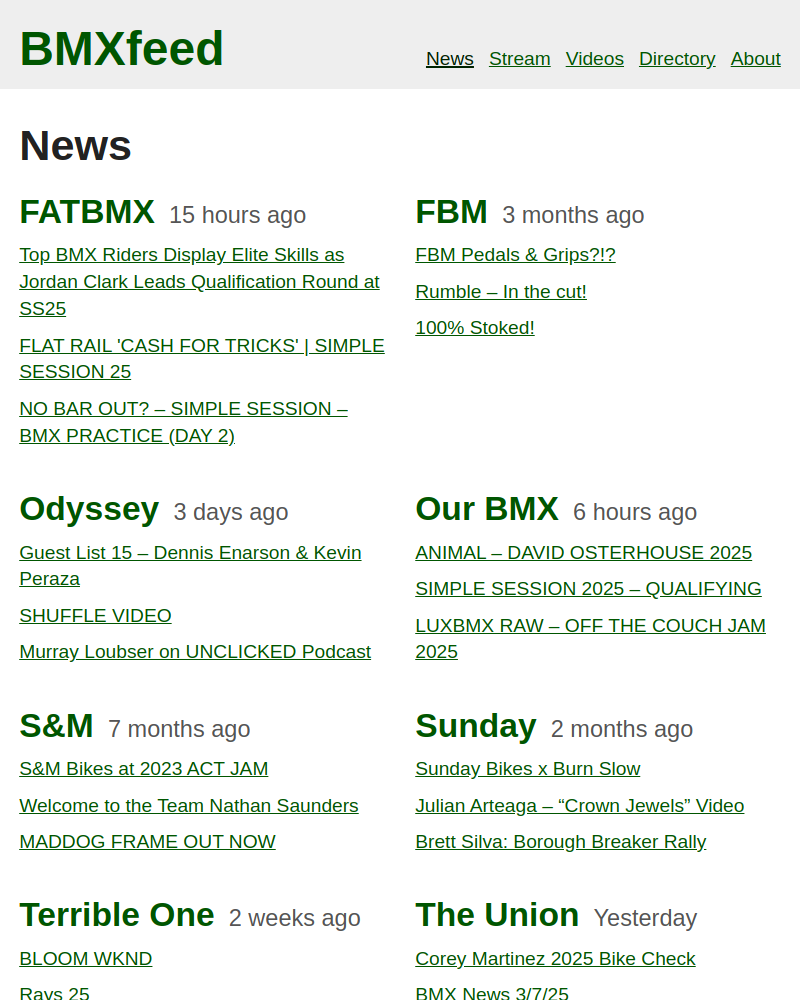 BMXfeed
News Stream Videos Directory About
News
FATBMX 15 hours ago
Top BMX Riders Display Elite Skills as
Jordan Clark Leads Qualification Round at
SS25
FLAT RAIL 'CASH FOR TRICKS' | SIMPLE
SESSION 25
NO BAR OUT? – SIMPLE SESSION –
BMX PRACTICE (DAY 2)
FBM 3 months ago
FBM Pedals & Grips?!?
Rumble – In the cut!
100% Stoked!
Odyssey 3 days ago
Guest List 15 – Dennis Enarson & Kevin
Peraza
SHUFFLE VIDEO
Murray Loubser on UNCLICKED Podcast
Our BMX 6 hours ago
ANIMAL – DAVID OSTERHOUSE 2025
SIMPLE SESSION 2025 – QUALIFYING
LUXBMX RAW – OFF THE COUCH JAM
2025
S&M 7 months ago
S&M Bikes at 2023 ACT JAM
Welcome to the Team Nathan Saunders
MADDOG FRAME OUT NOW
Sunday 2 months ago
Sunday Bikes x Burn Slow
Julian Arteaga – “Crown Jewels” Video
Brett Silva: Borough Breaker Rally
Terrible One 2 weeks ago
BLOOM WKND
Rays 25
The Union Yesterday
Corey Martinez 2025 Bike Check
BMX News 3/7/25